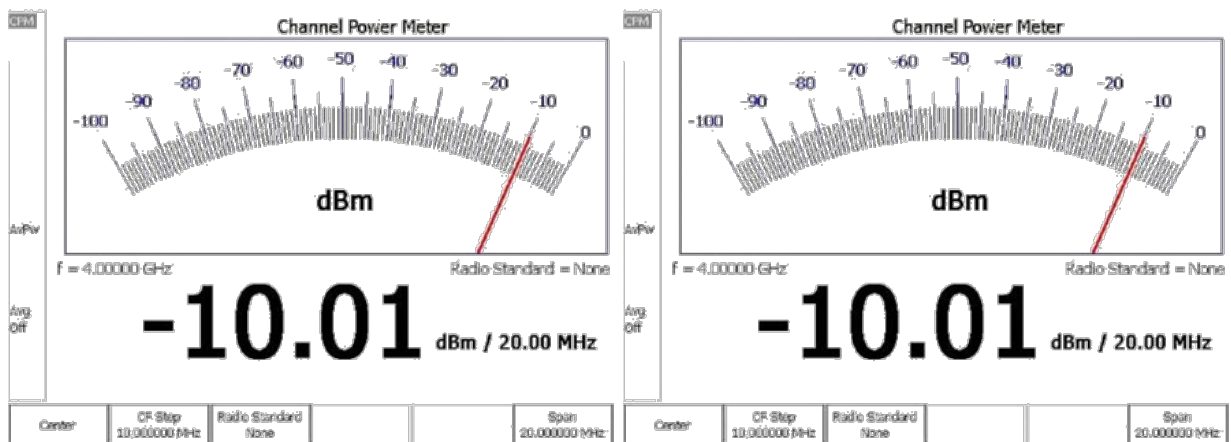 CPM
Channel Power Meter
-100
-90
-80
-70
-60
-50
-40
-30
-20
-10
0
dBm
AvPw
f = 4.00000 GHz
Radio Standard = None
Avg
Off
-10.01 dBm / 20.00 MHz
Center
CF Step
10.000000 MHz
Radio Standard
None
Span
20.000000 MHz
CPM
Channel Power Meter
-100
-90
-80
-70
-60
-50
-40
-30
-20
-10
0
dBm
AvPw
f = 4.00000 GHz
Radio Standard = None
Avg
Off
-10.01 dBm / 20.00 MHz
Center
CF Step
10.000000 MHz
Radio Standard
None
Span
20.000000 MHz